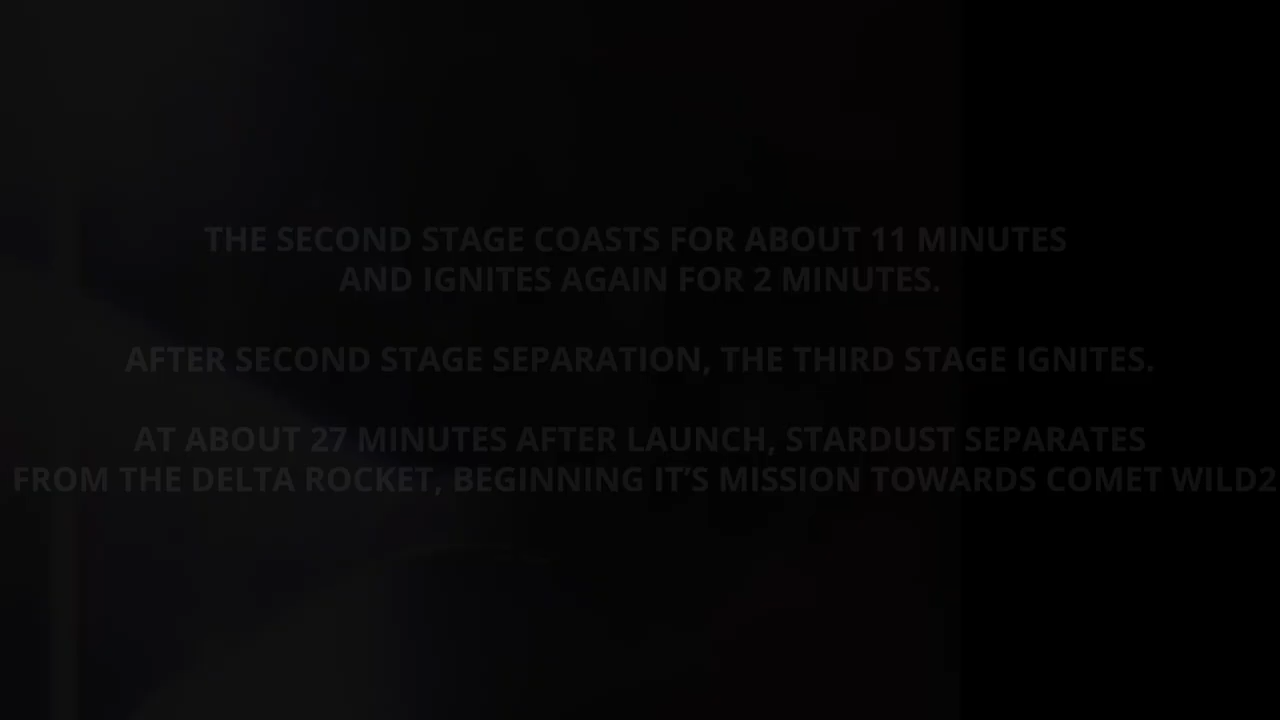 THE SECOND STAGE COASTS FOR ABOUT 11 MINUTES
AND IGNITES AGAIN FOR 2 MINUTES.
AFTER SECOND STAGE SEPARATION, THE THIRD STAGE IGNITES.
AT ABOUT 27 MINUTES AFTER LAUNCH, STARDUST SEPARATES
FROM THE DELTA ROCKET, BEGINNING IT’S MISSION TOWARDS COMET WILD2